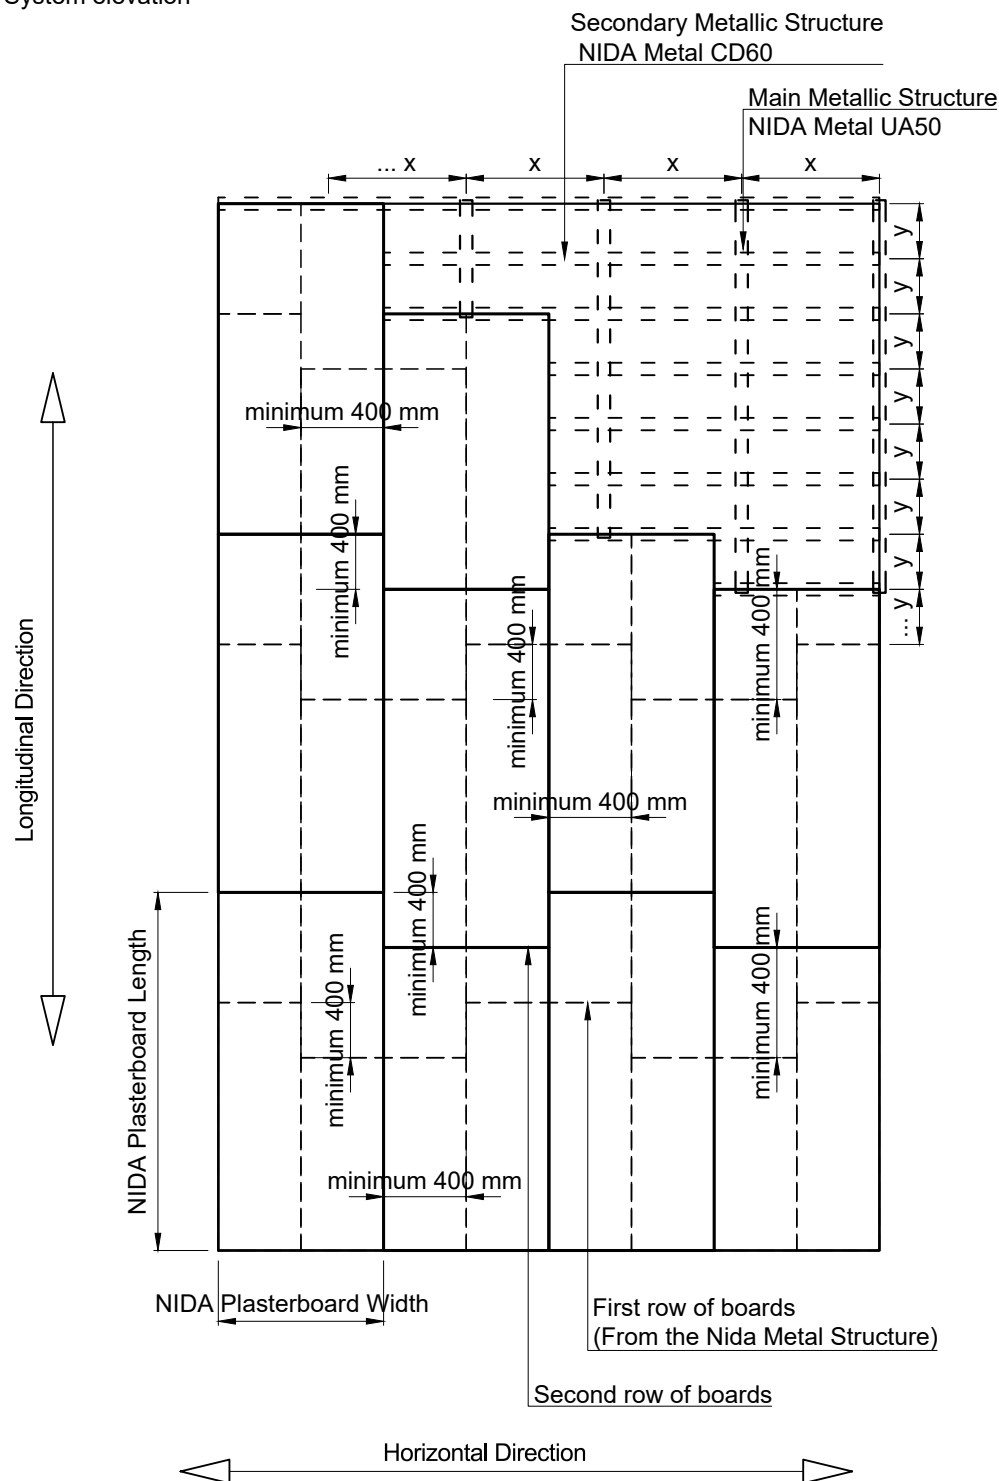 System elevation
Secondary Metallic Structure
NIDA Metal CD60
Main Metallic Structure
NIDA Metal UA50
... x
x
x
x
y
y
y
y
y
y
y
... y
minimum 400 mm
minimum 400 mm
minimum 400 mm
minimum 400 mm
Longitudinal Direction
minimum 400 mm
minimum 400 mm
minimum 400 mm
minimum 400 mm
NIDA Plasterboard Length
minimum 400 mm
minimum 400 mm
NIDA Plasterboard Width
First row of boards
(From the Nida Metal Structure)
Second row of boards
Horizontal Direction